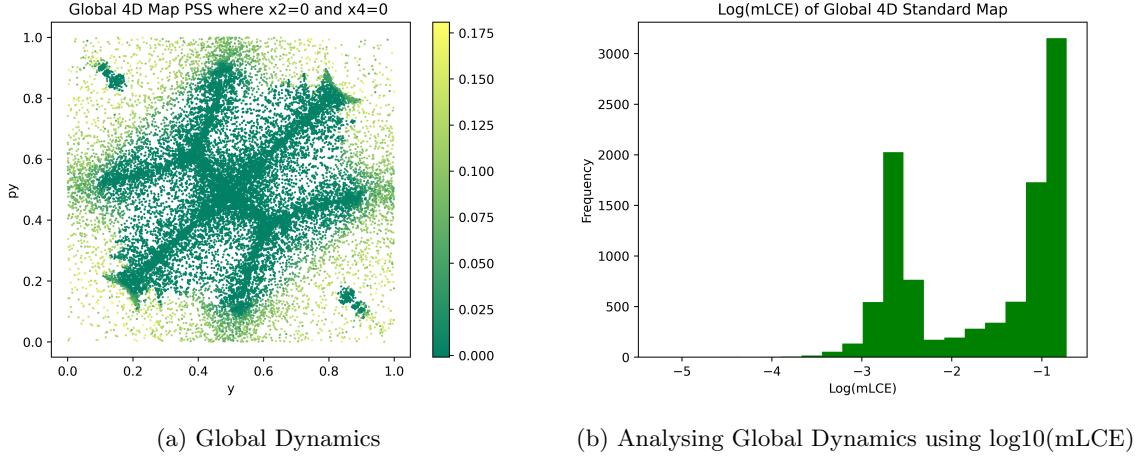 Global 4D Map PSS where x2=0 and x4=0
1.0
0.8
0.6
0.4
0.2
0.0
py
0.0 0.2 0.4 0.6 0.8 1.0
y
0.175
0.150
0.125
0.100
0.075
0.050
0.025
0.000
(a) Global Dynamics
Log(mLCE) of Global 4D Standard Map
3000
2500
2000
1500
1000
500
0
Frequency
−5 −4 −3 −2 −1
Log(mLCE)
(b) Analysing Global Dynamics using log10(mLCE)